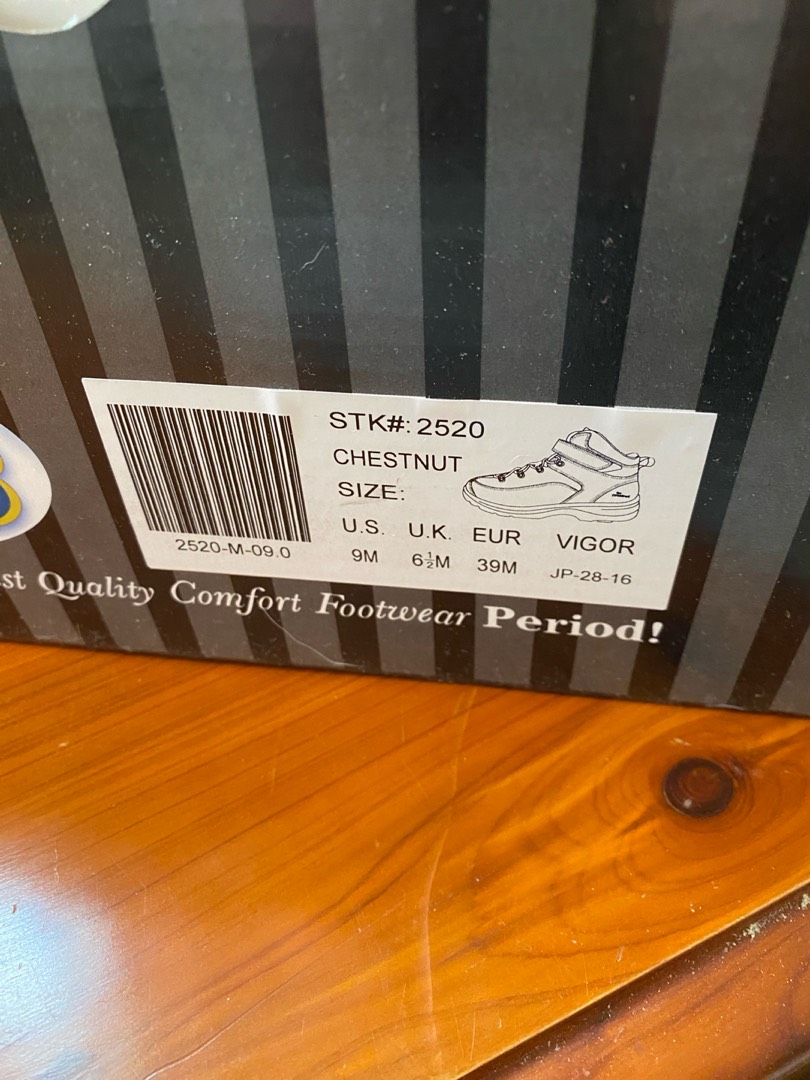 STK#: 2520
CHESTNUT
SIZE:
U.S. U.K. EUR VIGOR
9M 6½M 39M JP-28-16
2520-M-09.0
Quality Comfort Footwear Period!